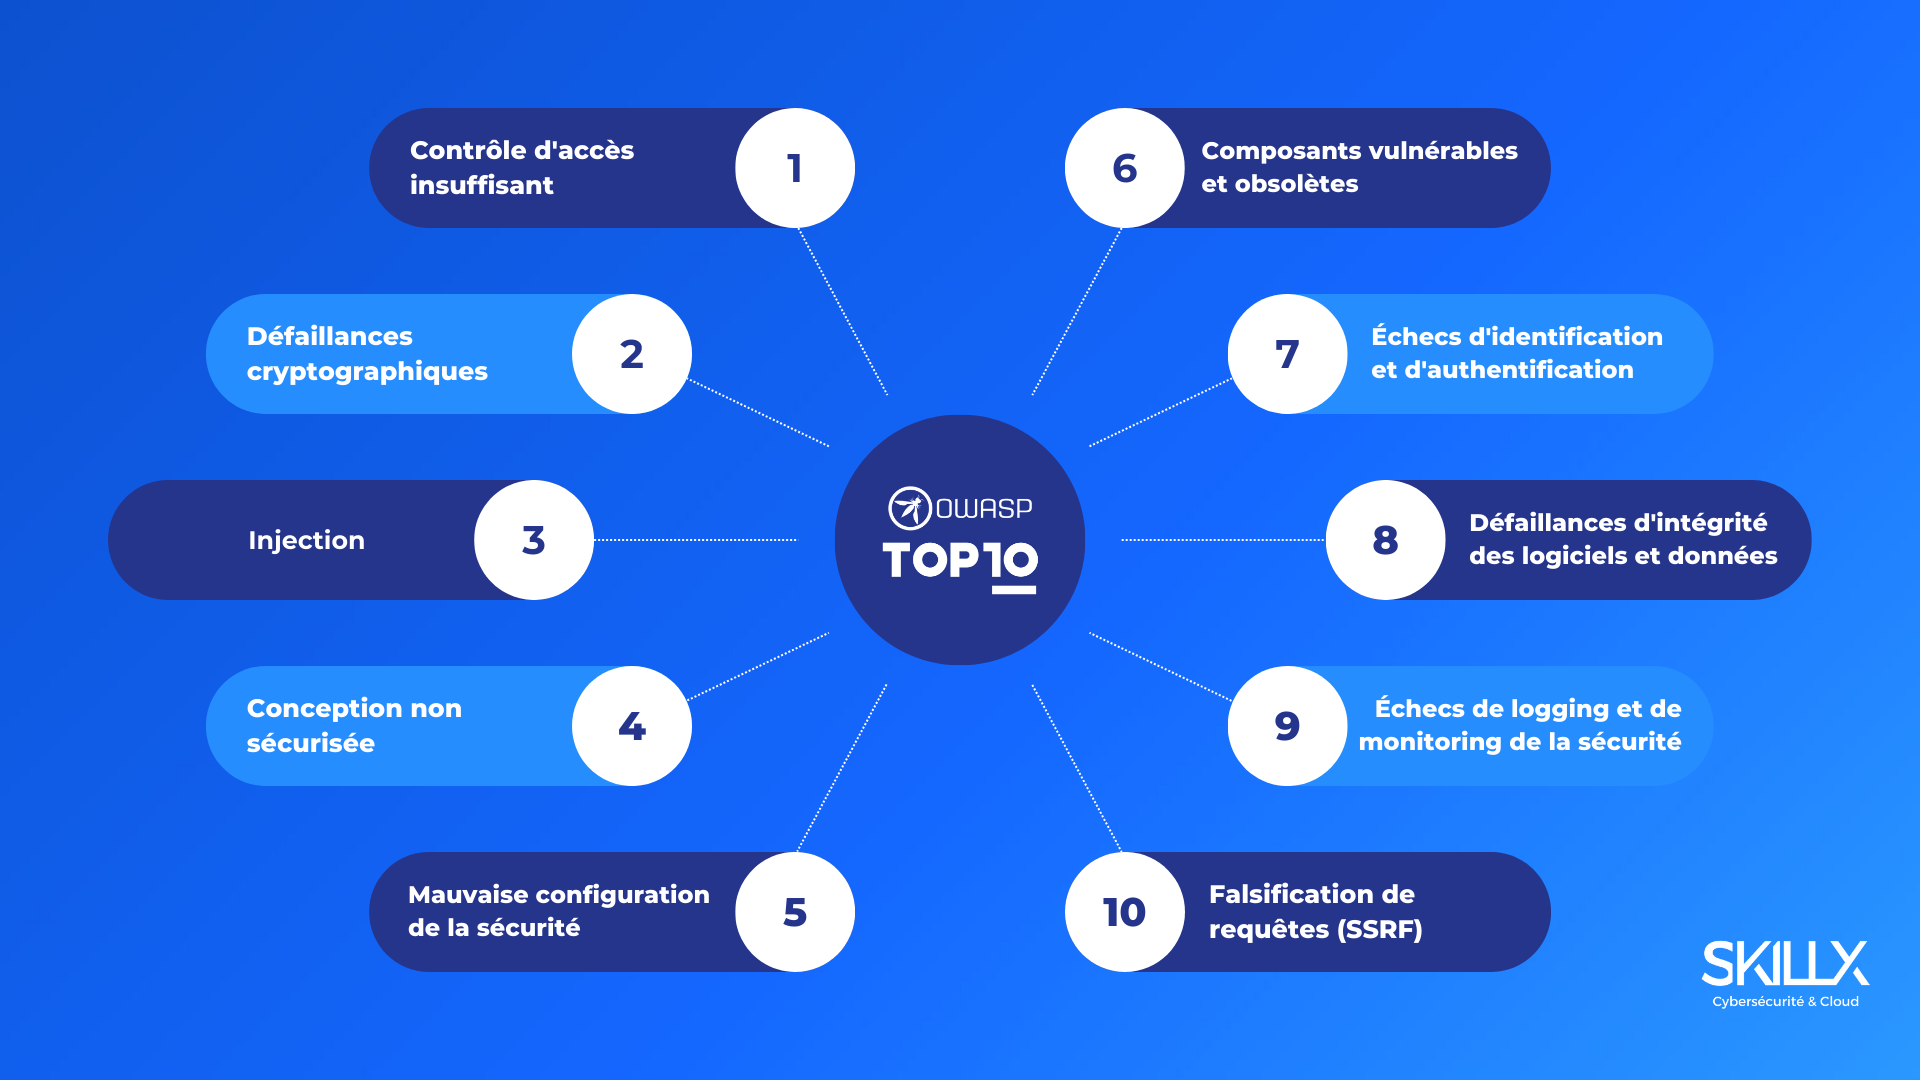 Contrôle d'accès
insuffisant
1
Défaillances
cryptographiques
2
Injection
3
Conception non
sécurisée
4
Mauvaise configuration
de la sécurité
5
OWASP
TOP10
6
Composants vulnérables
et obsolètes
7
Échecs d'identification
et d'authentification
8
Défaillances d'intégrité
des logiciels et données
9
Échecs de logging et de
monitoring de la sécurité
10
Falsification de
requêtes (SSRF)
SKILLX
Cybersécurité & Cloud